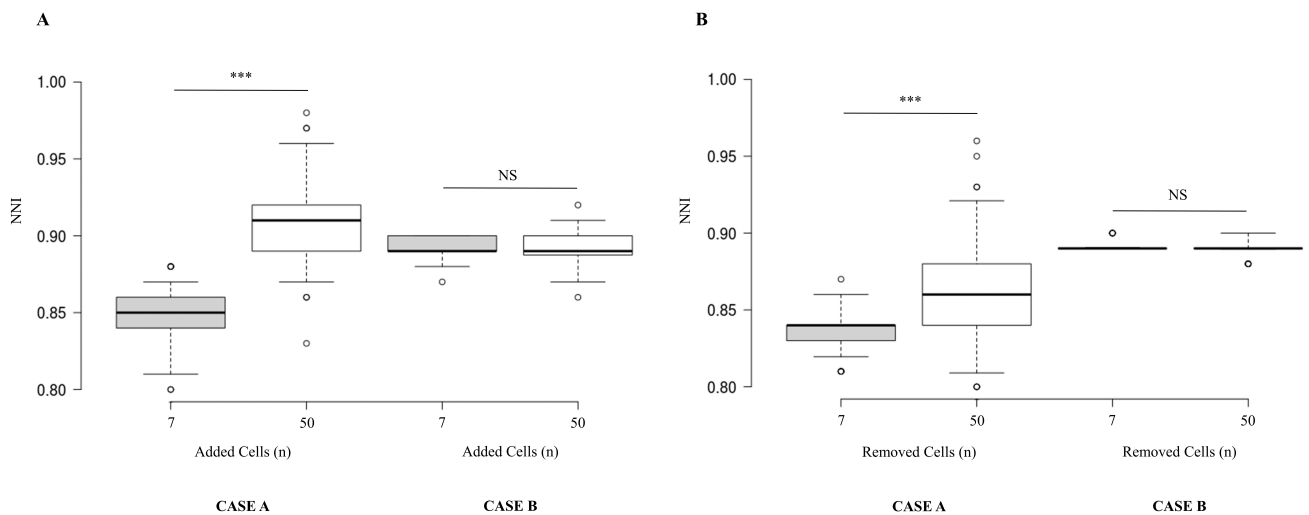 A
NNI
1.00
0.95
0.90
0.85
0.80
***
NS
7
50
7
50
Added Cells (n)
Added Cells (n)
CASE A
CASE B
B
NNI
1.00
0.95
0.90
0.85
0.80
***
NS
7
50
7
50
Removed Cells (n)
Removed Cells (n)
CASE A
CASE B